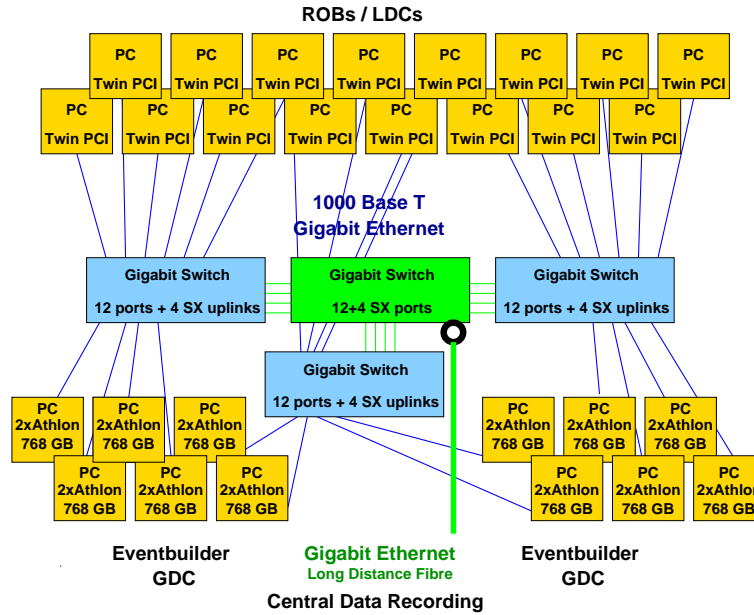 ROBs / LDCs
PC
Twin PCI
PC
Twin PCI
PC
Twin PCI
PC
Twin PCI
PC
Twin PCI
PC
Twin PCI
PC
Twin PCI
PC
Twin PCI
PC
Twin PCI
PC
Twin PCI
PC
Twin PCI
PC
Twin PCI
PC
Twin PCI
PC
Twin PCI
PC
Twin PCI
1000 Base T
Gigabit Ethernet
Gigabit Switch
12 ports + 4 SX uplinks
Gigabit Switch
12+4 SX ports
Gigabit Switch
12 ports + 4 SX uplinks
Gigabit Switch
12 ports + 4 SX uplinks
PC
2xAthlon
768 GB
PC
2xAthlon
768 GB
PC
2xAthlon
768 GB
PC
2xAthlon
768 GB
PC
2xAthlon
768 GB
PC
2xAthlon
768 GB
PC
2xAthlon
768 GB
PC
2xAthlon
768 GB
PC
2xAthlon
768 GB
PC
2xAthlon
768 GB
PC
2xAthlon
768 GB
PC
2xAthlon
768 GB
Eventbuilder
GDC
Gigabit Ethernet
Long Distance Fibre
Eventbuilder
GDC
Central Data Recording